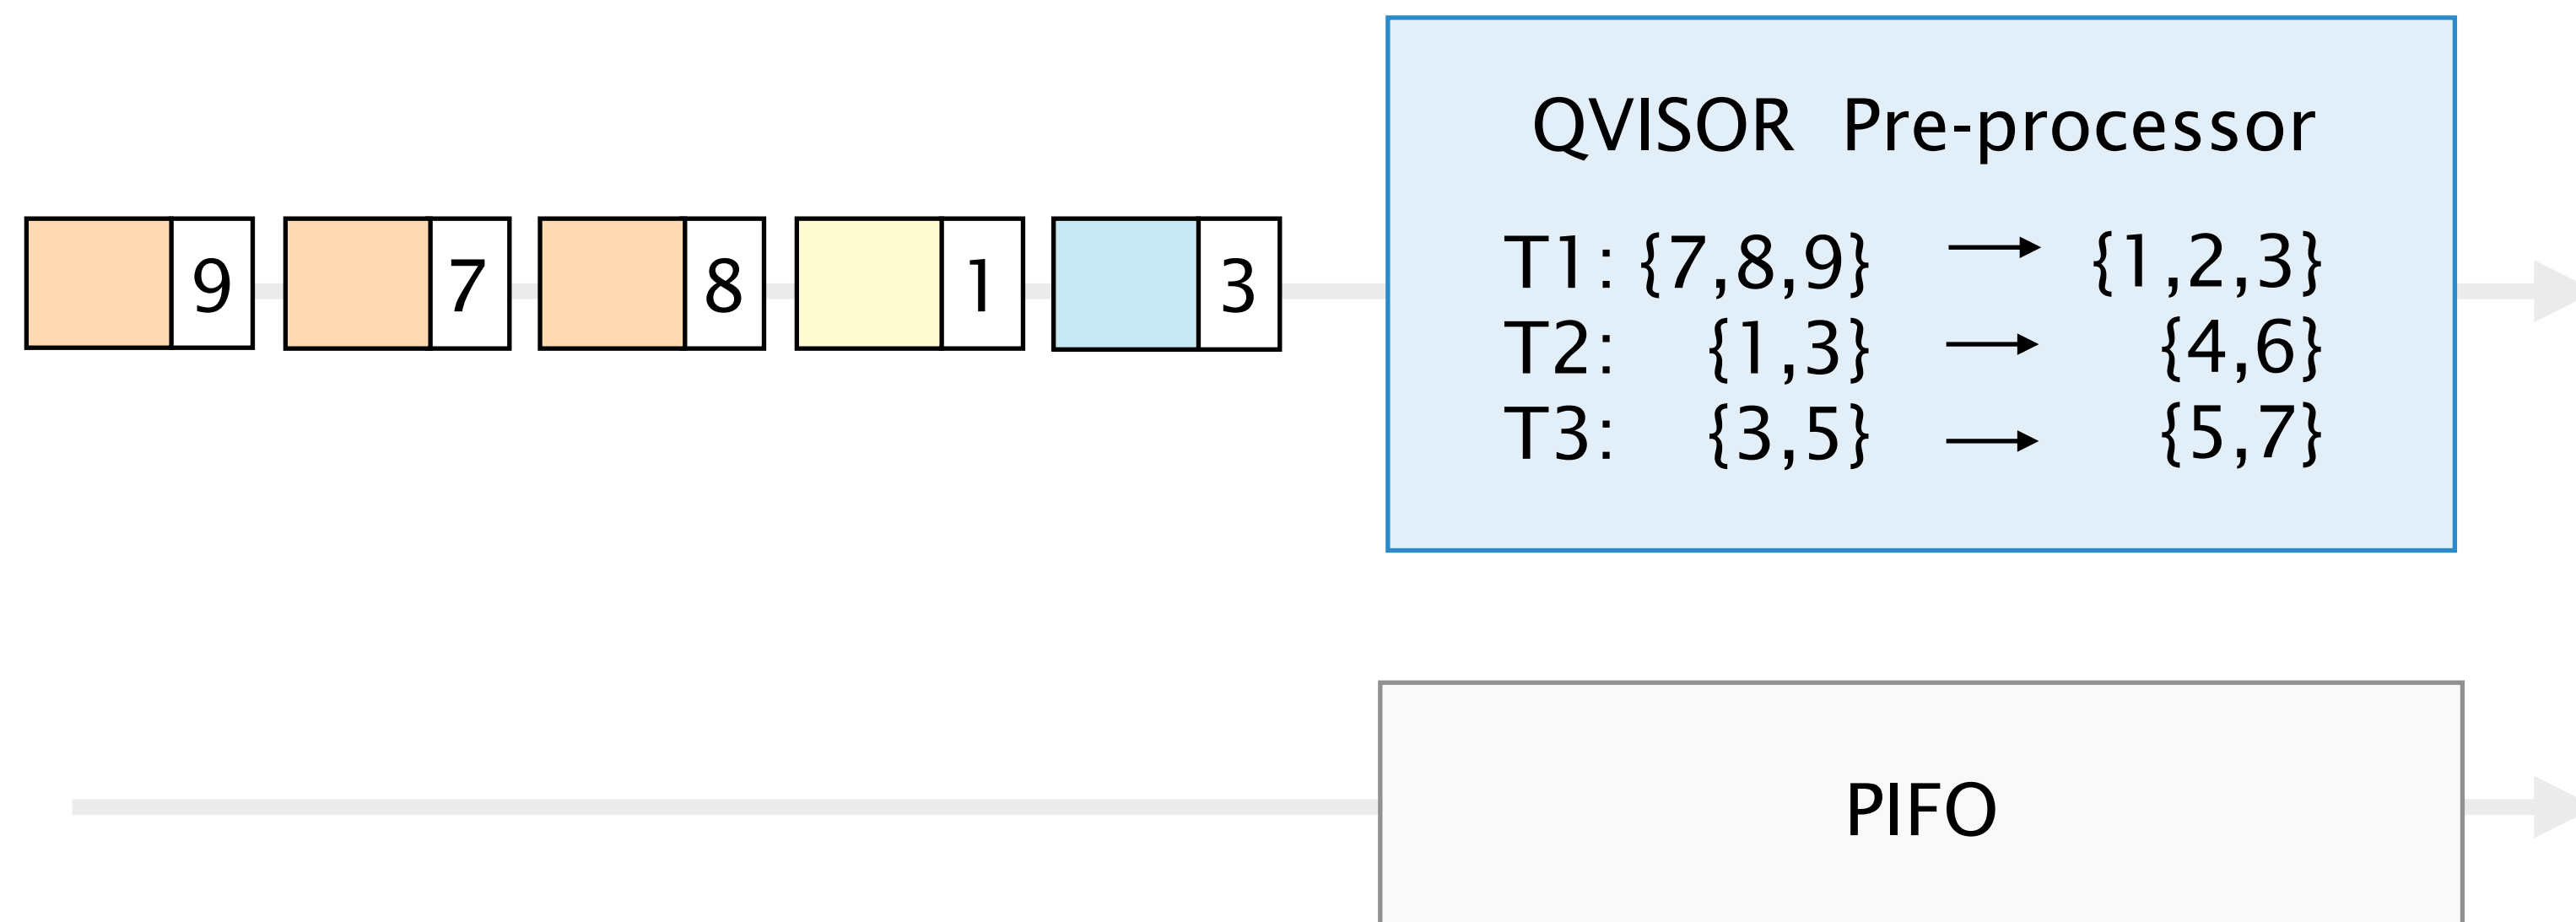 QVISOR Pre-processor
9 7 8 1 3
T1: {7,8,9} → {1,2,3}
T2: {1,3} → {4,6}
T3: {3,5} → {5,7}
PIFO